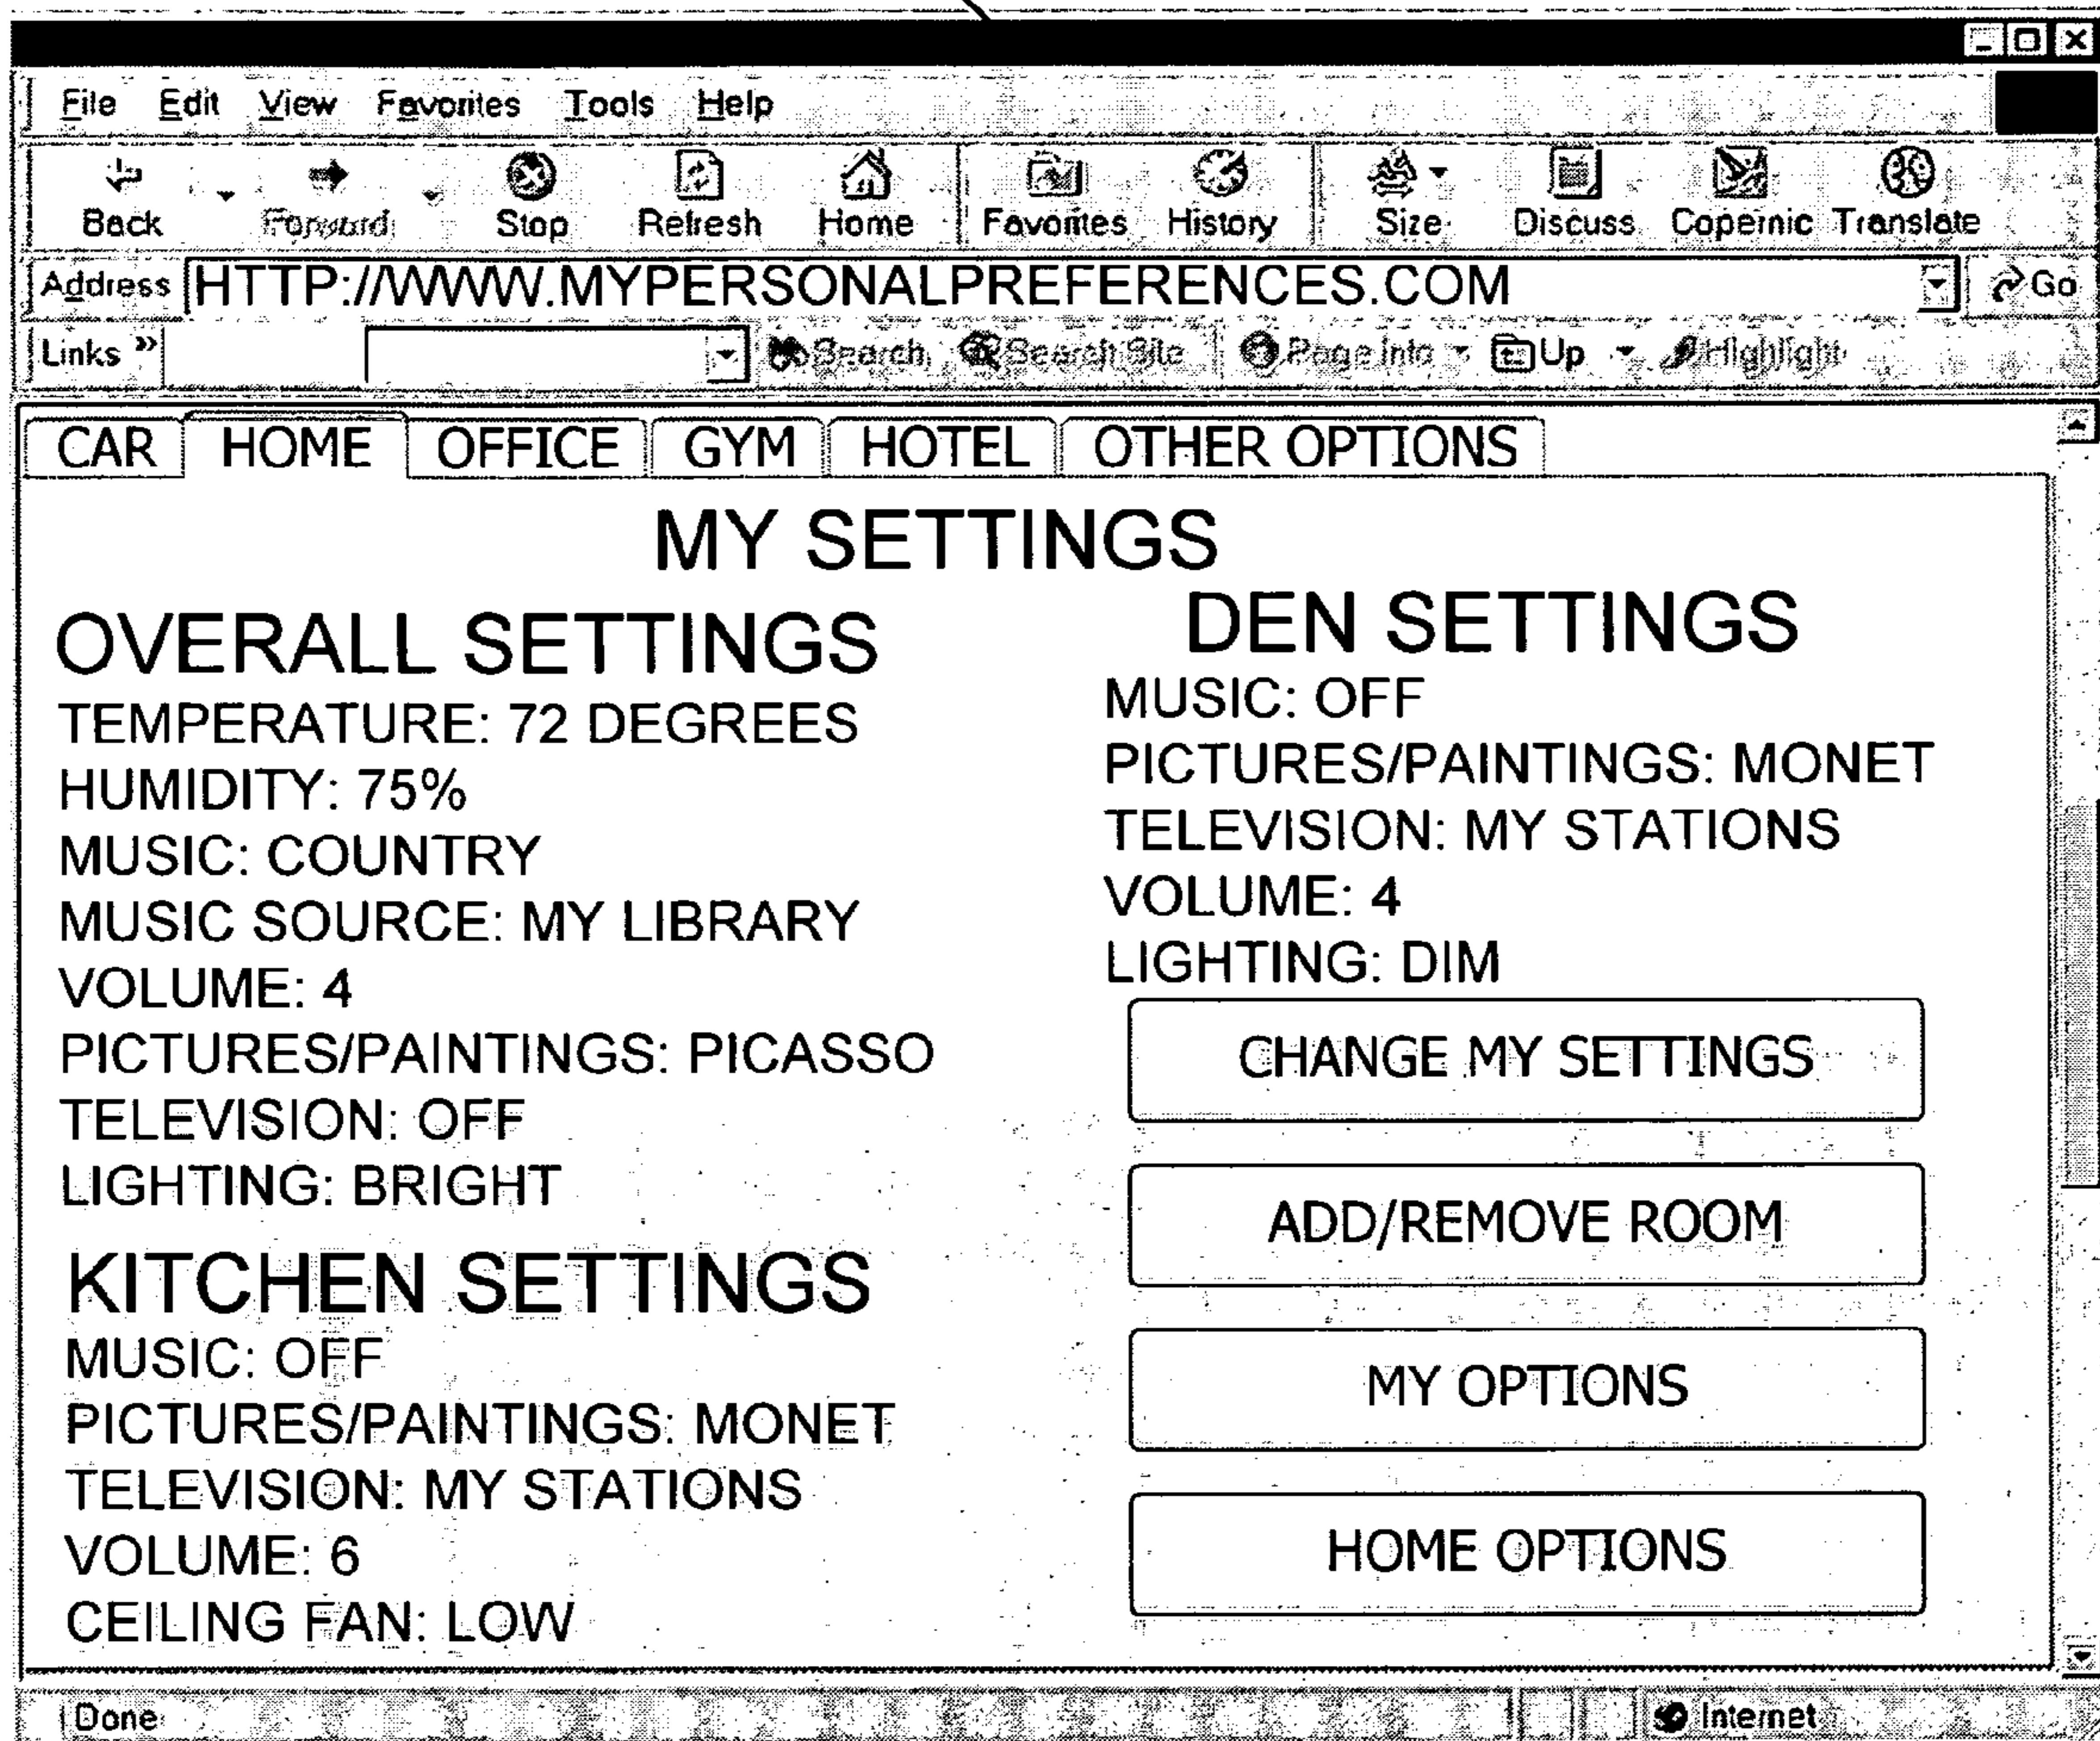 File Edit View Favorites Tools Help
Back Forward Stop Refresh Home Favorites History Size Discuss Copernic Translate
Address HTTP://WWW.MYPERSONALPREFERENCES.COM Go
Links » Search Search Site Page Info Up Highlight
CAR HOME OFFICE GYM HOTEL OTHER OPTIONS
MY SETTINGS
OVERALL SETTINGS
TEMPERATURE: 72 DEGREES
HUMIDITY: 75%
MUSIC: COUNTRY
MUSIC SOURCE: MY LIBRARY
VOLUME: 4
PICTURES/PAINTINGS: PICASSO
TELEVISION: OFF
LIGHTING: BRIGHT
KITCHEN SETTINGS
MUSIC: OFF
PICTURES/PAINTINGS: MONET
TELEVISION: MY STATIONS
VOLUME: 6
CEILING FAN: LOW
DEN SETTINGS
MUSIC: OFF
PICTURES/PAINTINGS: MONET
TELEVISION: MY STATIONS
VOLUME: 4
LIGHTING: DIM
CHANGE MY SETTINGS
ADD/REMOVE ROOM
MY OPTIONS
HOME OPTIONS
Done Internet